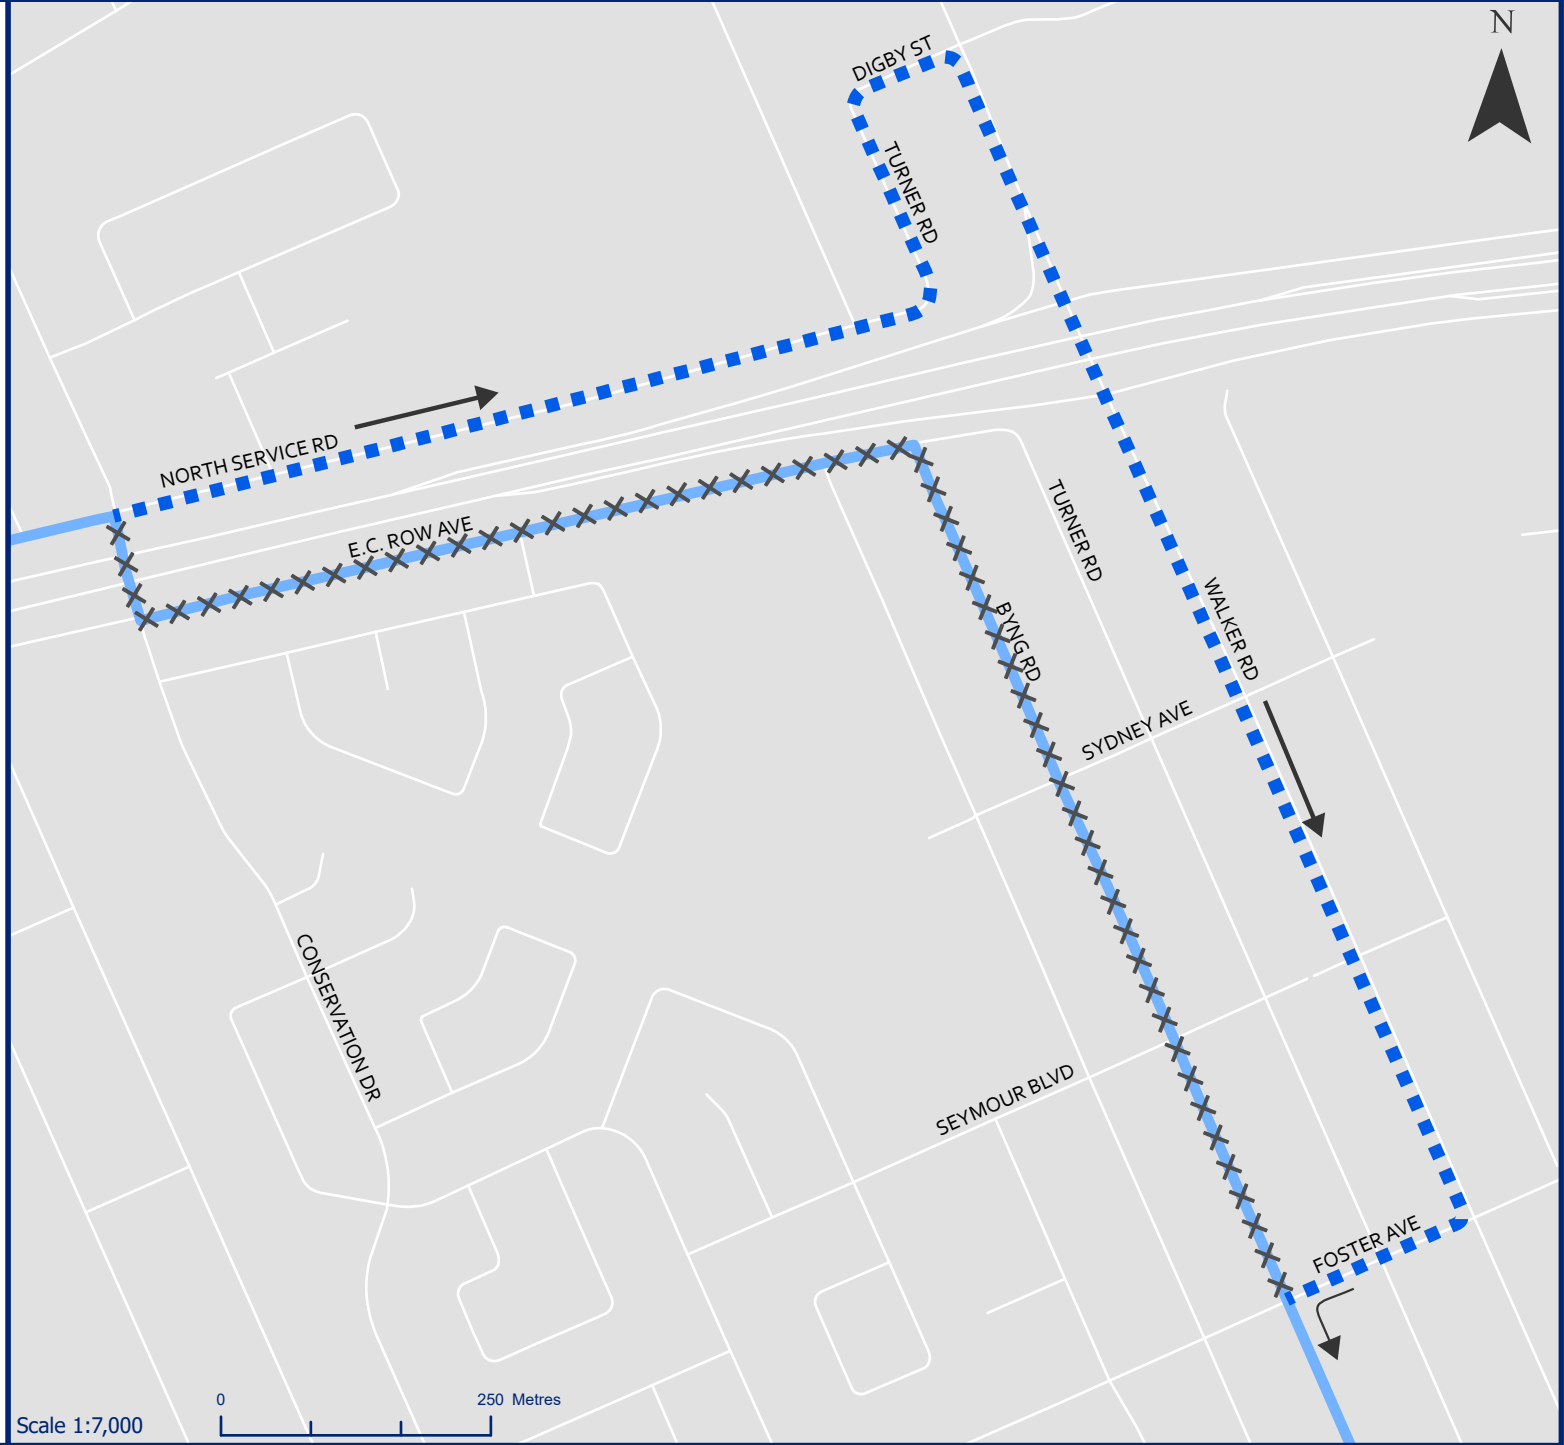 N
DIGBY ST
TURNER RD
NORTH SERVICE RD
E.C. ROW AVE
TURNER RD
WALKER RD
BYNG RD
SYDNEY AVE
CONSERVATION DR
SEYMOUR BLVD
FOSTER AVE
0 250 Metres
Scale 1:7,000